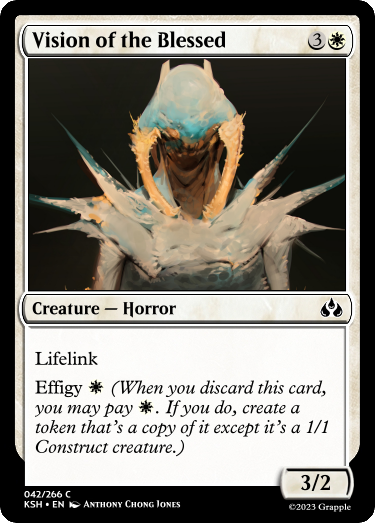 Vision of the Blessed 3
Creature — Horror
Lifelink
Effigy (When you discard this card,
you may pay . If you do, create a
token that's a copy of it except it's a 1/1
Construct creature.)
3/2
042/266 C
KSH • EN Anthony Chong Jones
©2023 Grapple